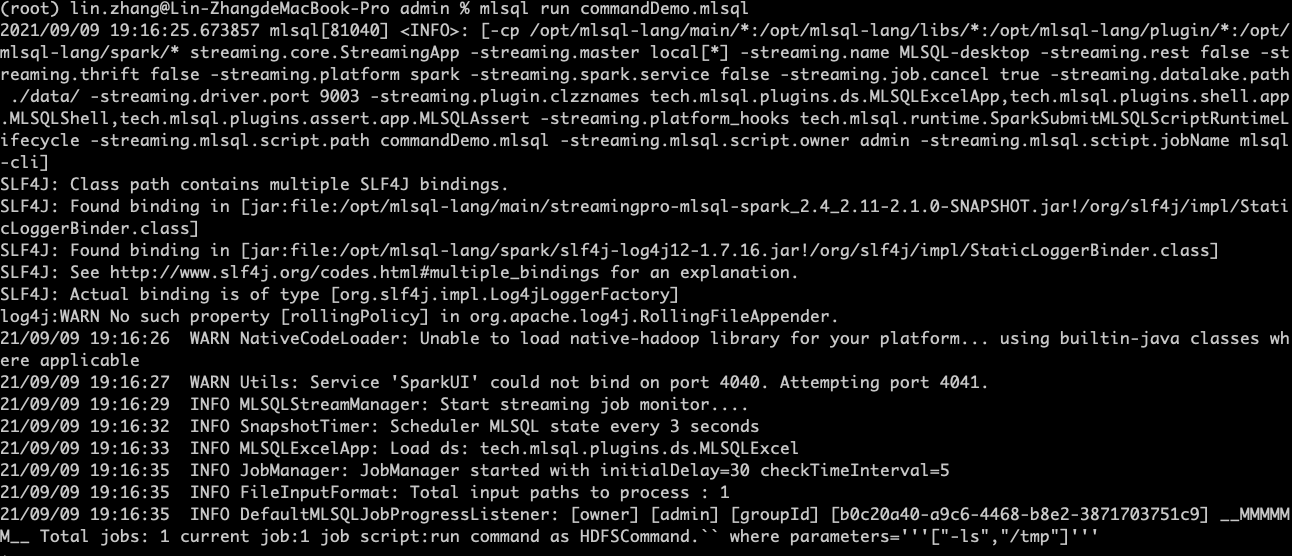 (root) lin.zhang@Lin-ZhangdeMacBook-Pro admin % mlsql run commandDemo.mlsql
2021/09/09 19:16:25.673857 mlsql[81040] <INFO>: [-cp /opt/mlsql-lang/main/*:/opt/mlsql-lang/libs/*:/opt/mlsql-lang/plugin/*:/opt/
mlsql-lang/spark/* streaming.core.StreamingApp -streaming.master local[*] -streaming.name MLSQL-desktop -streaming.rest false -st
reaming.thrift false -streaming.platform spark -streaming.spark.service false -streaming.job.cancel true -streaming.datalake.path
 ./data/ -streaming.driver.port 9003 -streaming.plugin.clzznames tech.mlsql.plugins.ds.MLSQLExcelApp,tech.mlsql.plugins.shell.app
.MLSQLShell,tech.mlsql.plugins.assert.app.MLSQLAssert -streaming.platform_hooks tech.mlsql.runtime.SparkSubmitMLSQLScriptRuntimeL
ifecycle -streaming.mlsql.script.path commandDemo.mlsql -streaming.mlsql.script.owner admin -streaming.mlsql.sctipt.jobName mlsql
-cli]
SLF4J: Class path contains multiple SLF4J bindings.
SLF4J: Found binding in [jar:file:/opt/mlsql-lang/main/streamingpro-mlsql-spark_2.4_2.11-2.1.0-SNAPSHOT.jar!/org/slf4j/impl/Stati
cLoggerBinder.class]
SLF4J: Found binding in [jar:file:/opt/mlsql-lang/spark/slf4j-log4j12-1.7.16.jar!/org/slf4j/impl/StaticLoggerBinder.class]
SLF4J: See http://www.slf4j.org/codes.html#multiple_bindings for an explanation.
SLF4J: Actual binding is of type [org.slf4j.impl.Log4jLoggerFactory]
log4j:WARN No such property [rollingPolicy] in org.apache.log4j.RollingFileAppender.
21/09/09 19:16:26  WARN NativeCodeLoader: Unable to load native-hadoop library for your platform... using builtin-java classes wh
ere applicable
21/09/09 19:16:27  WARN Utils: Service 'SparkUI' could not bind on port 4040. Attempting port 4041.
21/09/09 19:16:29  INFO MLSQLStreamManager: Start streaming job monitor....
21/09/09 19:16:32  INFO SnapshotTimer: Scheduler MLSQL state every 3 seconds
21/09/09 19:16:33  INFO MLSQLExcelApp: Load ds: tech.mlsql.plugins.ds.MLSQLExcel
21/09/09 19:16:35  INFO JobManager: JobManager started with initialDelay=30 checkTimeInterval=5
21/09/09 19:16:35  INFO FileInputFormat: Total input paths to process : 1
21/09/09 19:16:35  INFO DefaultMLSQLJobProgressListener: [owner] [admin] [groupId] [b0c20a40-a9c6-4468-b8e2-3871703751c9] __MMMMM
M__ Total jobs: 1 current job:1 job script:run command as HDFSCommand.`` where parameters='''["-ls","/tmp"]'''